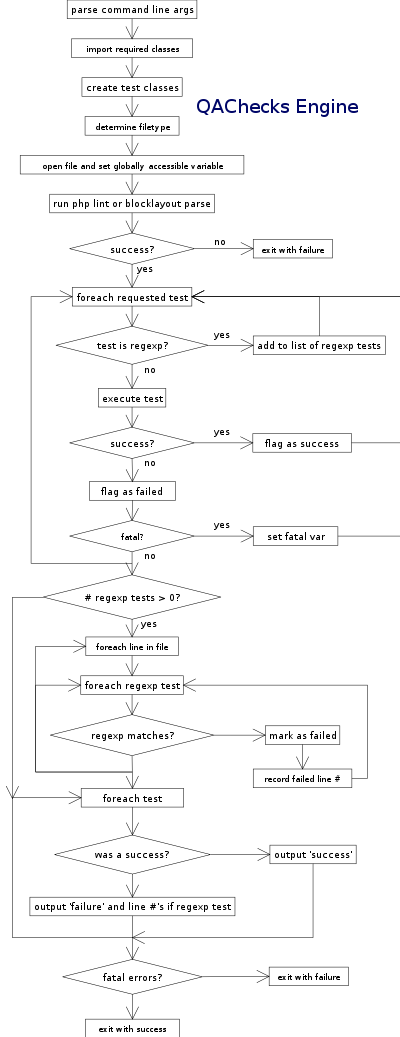 parse command line args
import required classes
create test classes
QAChecks Engine
determine filetype
open file and set globally accessible variable
run php lint or blocklayout parse
success?
no
exit with failure
yes
foreach requested test
test is regexp?
yes
add to list of regexp tests
no
execute test
success?
yes
flag as success
no
flag as failed
fatal?
yes
set fatal var
no
# regexp tests > 0?
yes
foreach line in file
foreach regexp test
regexp matches?
mark as failed
record failed line #
foreach test
was a success?
output 'success'
output 'failure' and line #'s if regexp test
fatal errors?
exit with failure
exit with success